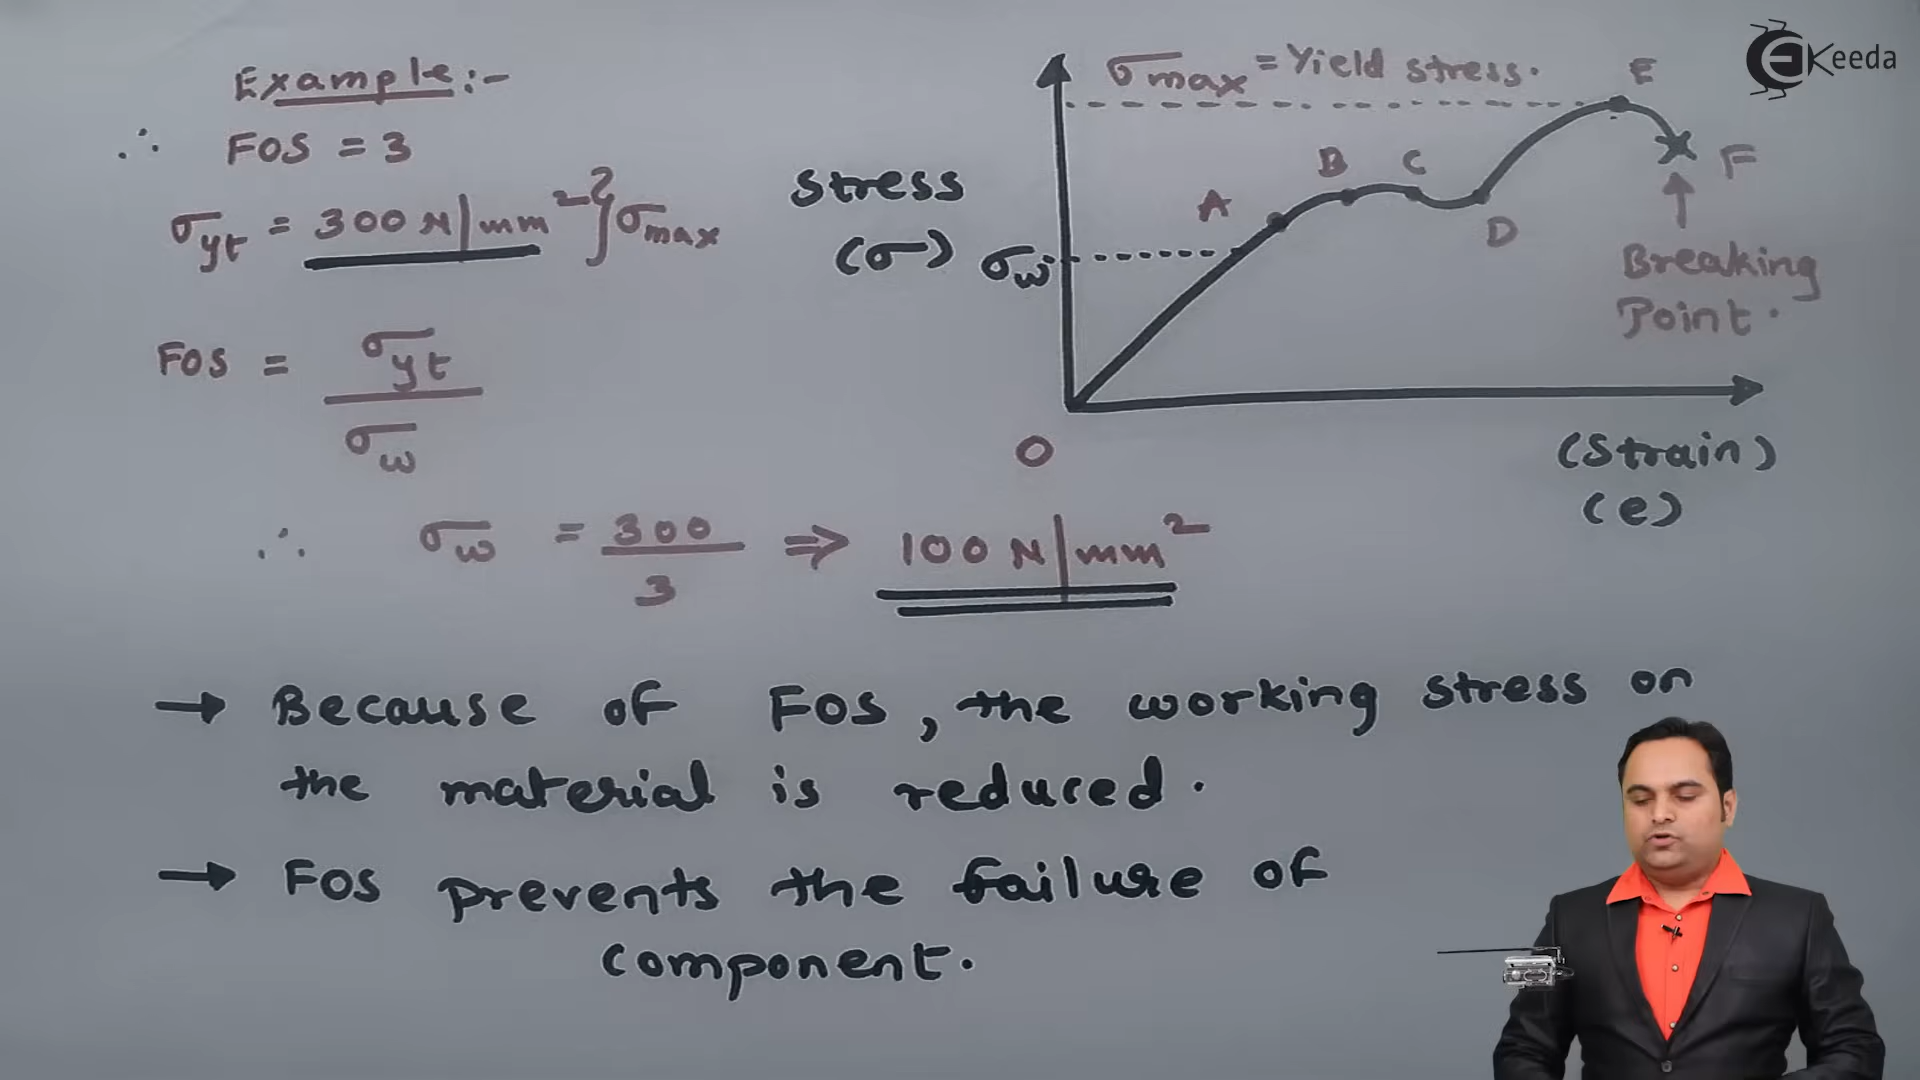 Example:-
∴ FOS = 3
σyt = 300 N/mm² } σmax
FOS = σyt / σw
∴ σw = 300 / 3 ⇒ 100 N/mm²
→ Because of FOS, the working stress on
the material is reduced.
→ FOS prevents the failure of
component.
σmax = Yield stress.
E
Stress
(σ)
σw
A
B
C
D
F
Breaking
Point.
O
(Strain)
(e)
EKeeda